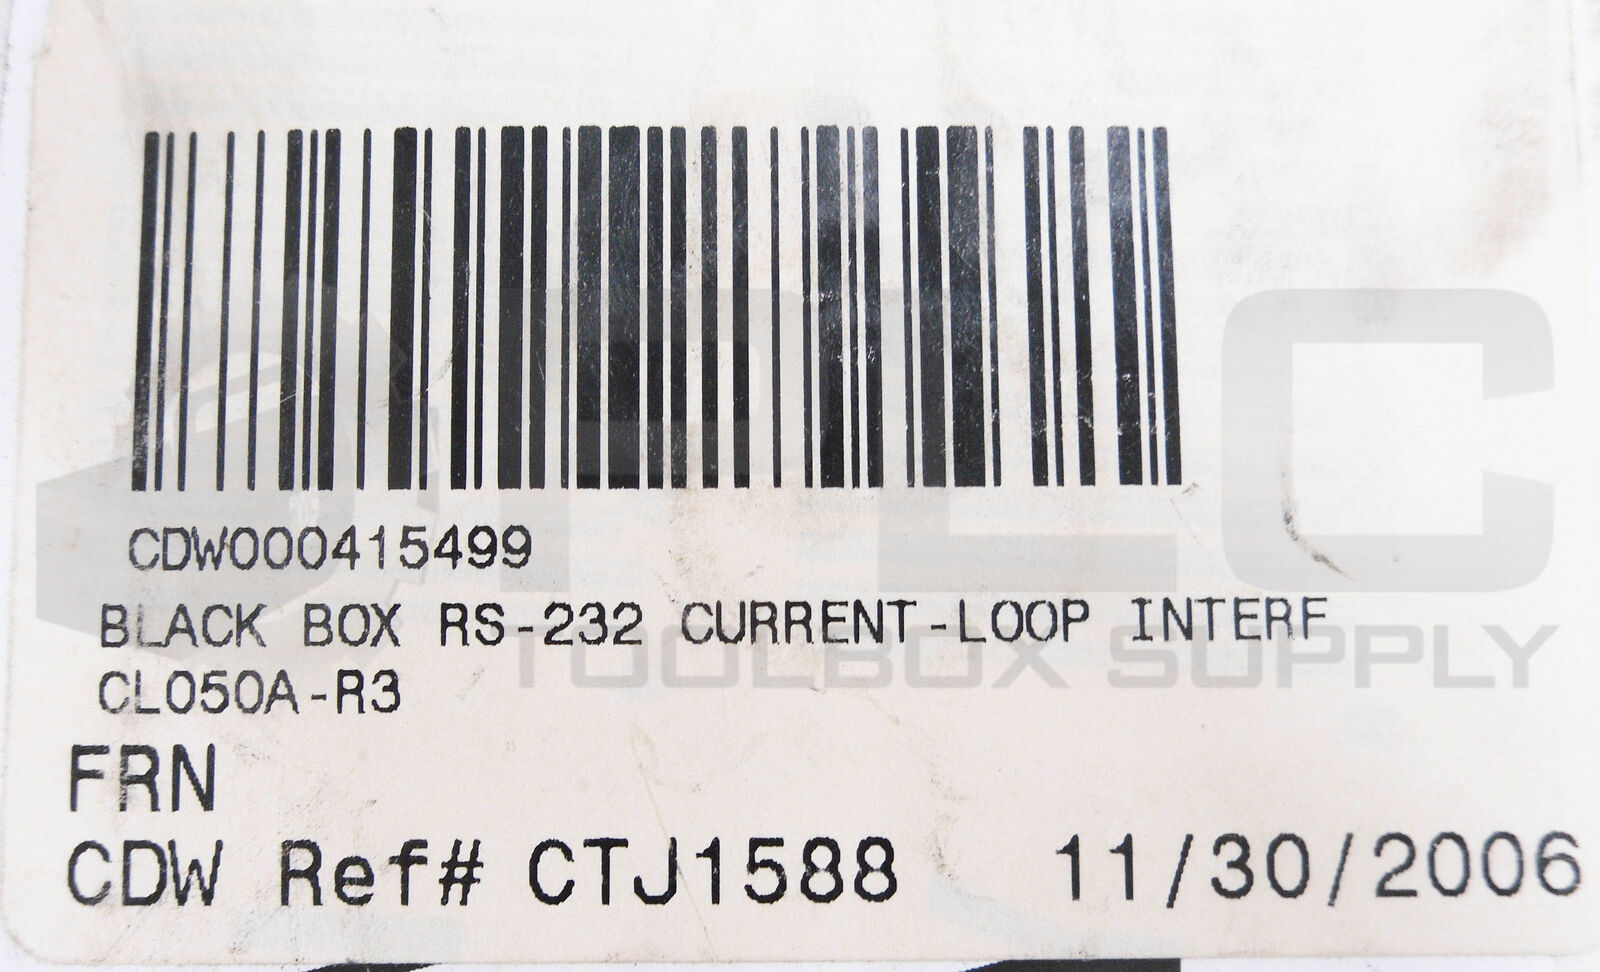 CDW000415499
BLACK BOX RS-232 CURRENT-LOOP INTERF
CL050A-R3
FRN
CDW Ref# CTJ1588 11/30/2006
PLC
TOOLBOX SUPPLY